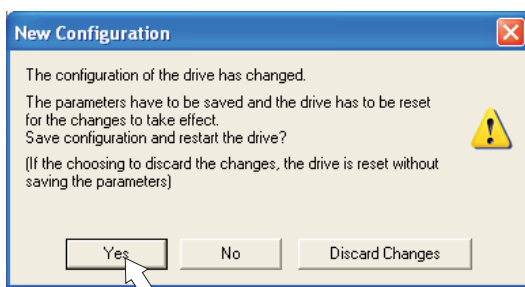 New Configuration
The configuration of the drive has changed.
The parameters have to be saved and the drive has to be reset
for the changes to take effect.
Save configuration and restart the drive?
(If the choosing to discard the changes, the drive is reset without
saving the parameters)
Yes No Discard Changes